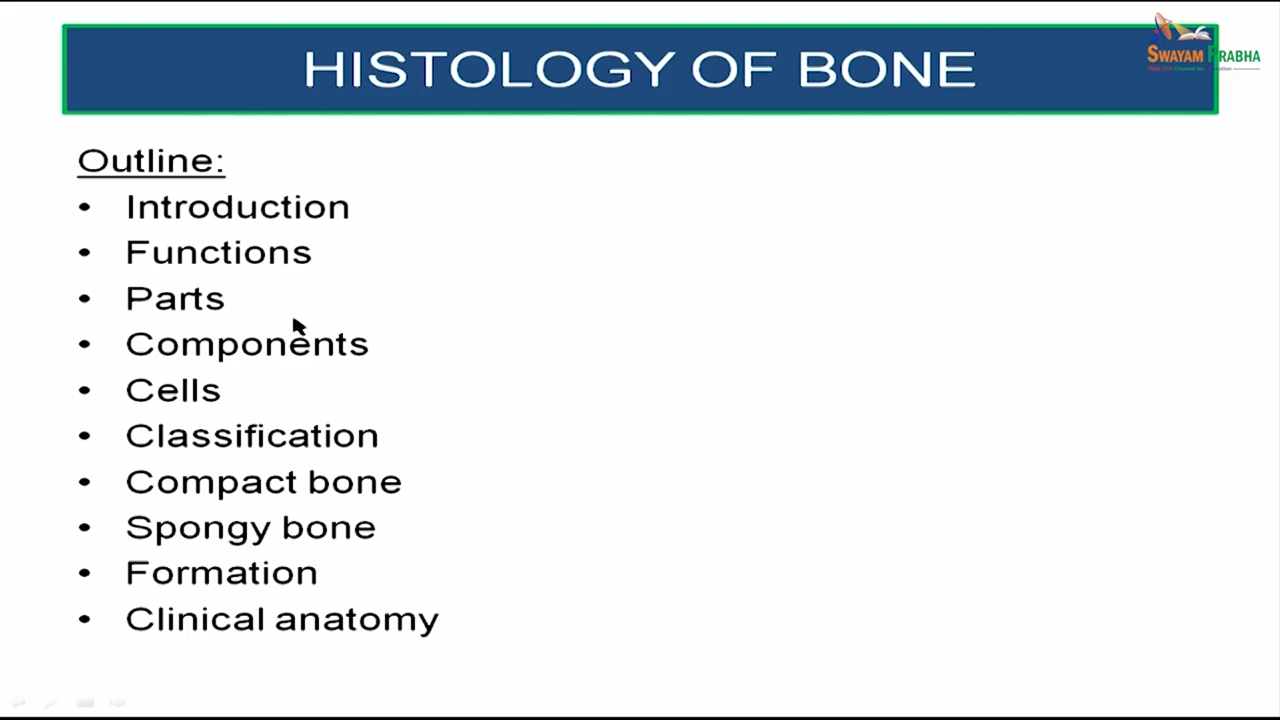 HISTOLOGY OF BONE
SWAYAM PRABHA
Outline:
• Introduction
• Functions
• Parts
• Components
• Cells
• Classification
• Compact bone
• Spongy bone
• Formation
• Clinical anatomy